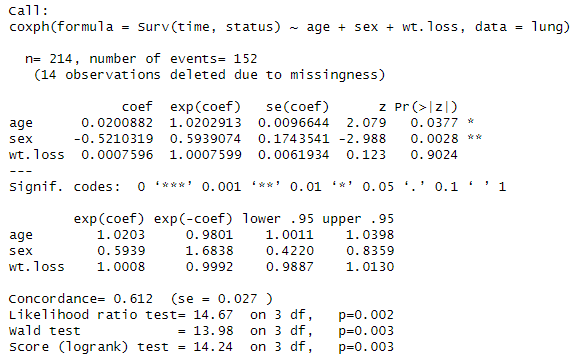 Call:
coxph(formula = Surv(time, status) ~ age + sex + wt.loss, data = lung)
n= 214, number of events= 152
(14 observations deleted due to missingness)
coef exp(coef) se(coef) z Pr(>|z|)
age 0.0200882 1.0202913 0.0096644 2.079 0.0377 *
sex -0.5210319 0.5939074 0.1743541 -2.988 0.0028 **
wt.loss 0.0007596 1.0007599 0.0061934 0.123 0.9024
---
Signif. codes: 0 ‘***’ 0.001 ‘**’ 0.01 ‘*’ 0.05 ‘.’ 0.1 ‘ ’ 1
exp(coef) exp(-coef) lower .95 upper .95
age 1.0203 0.9801 1.0011 1.0398
sex 0.5939 1.6838 0.4220 0.8359
wt.loss 1.0008 0.9992 0.9887 1.0130
Concordance= 0.612 (se = 0.027 )
Likelihood ratio test= 14.67 on 3 df, p=0.002
Wald test = 13.98 on 3 df, p=0.003
Score (logrank) test = 14.24 on 3 df, p=0.003